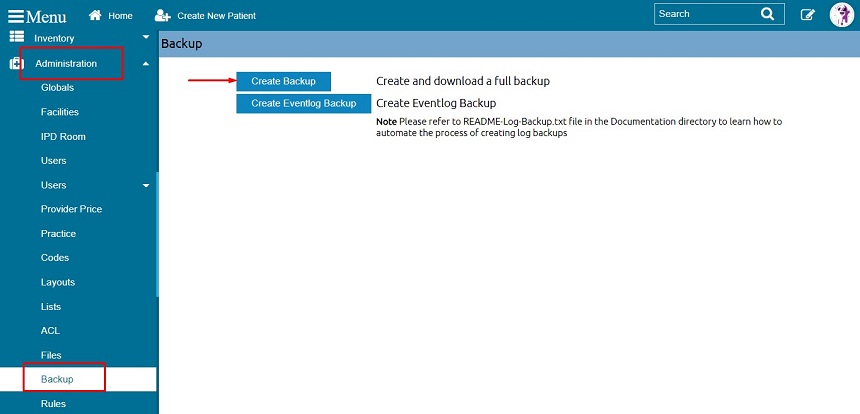 Menu
Home
Create New Patient
Search
Inventory
Administration
Globals
Facilities
IPD Room
Users
Users
Provider Price
Practice
Codes
Layouts
Lists
ACL
Files
Backup
Rules
Backup
Create Backup
Create and download a full backup
Create Eventlog Backup
Create Eventlog Backup
Note Please refer to README-Log-Backup.txt file in the Documentation directory to learn how to
automate the process of creating log backups